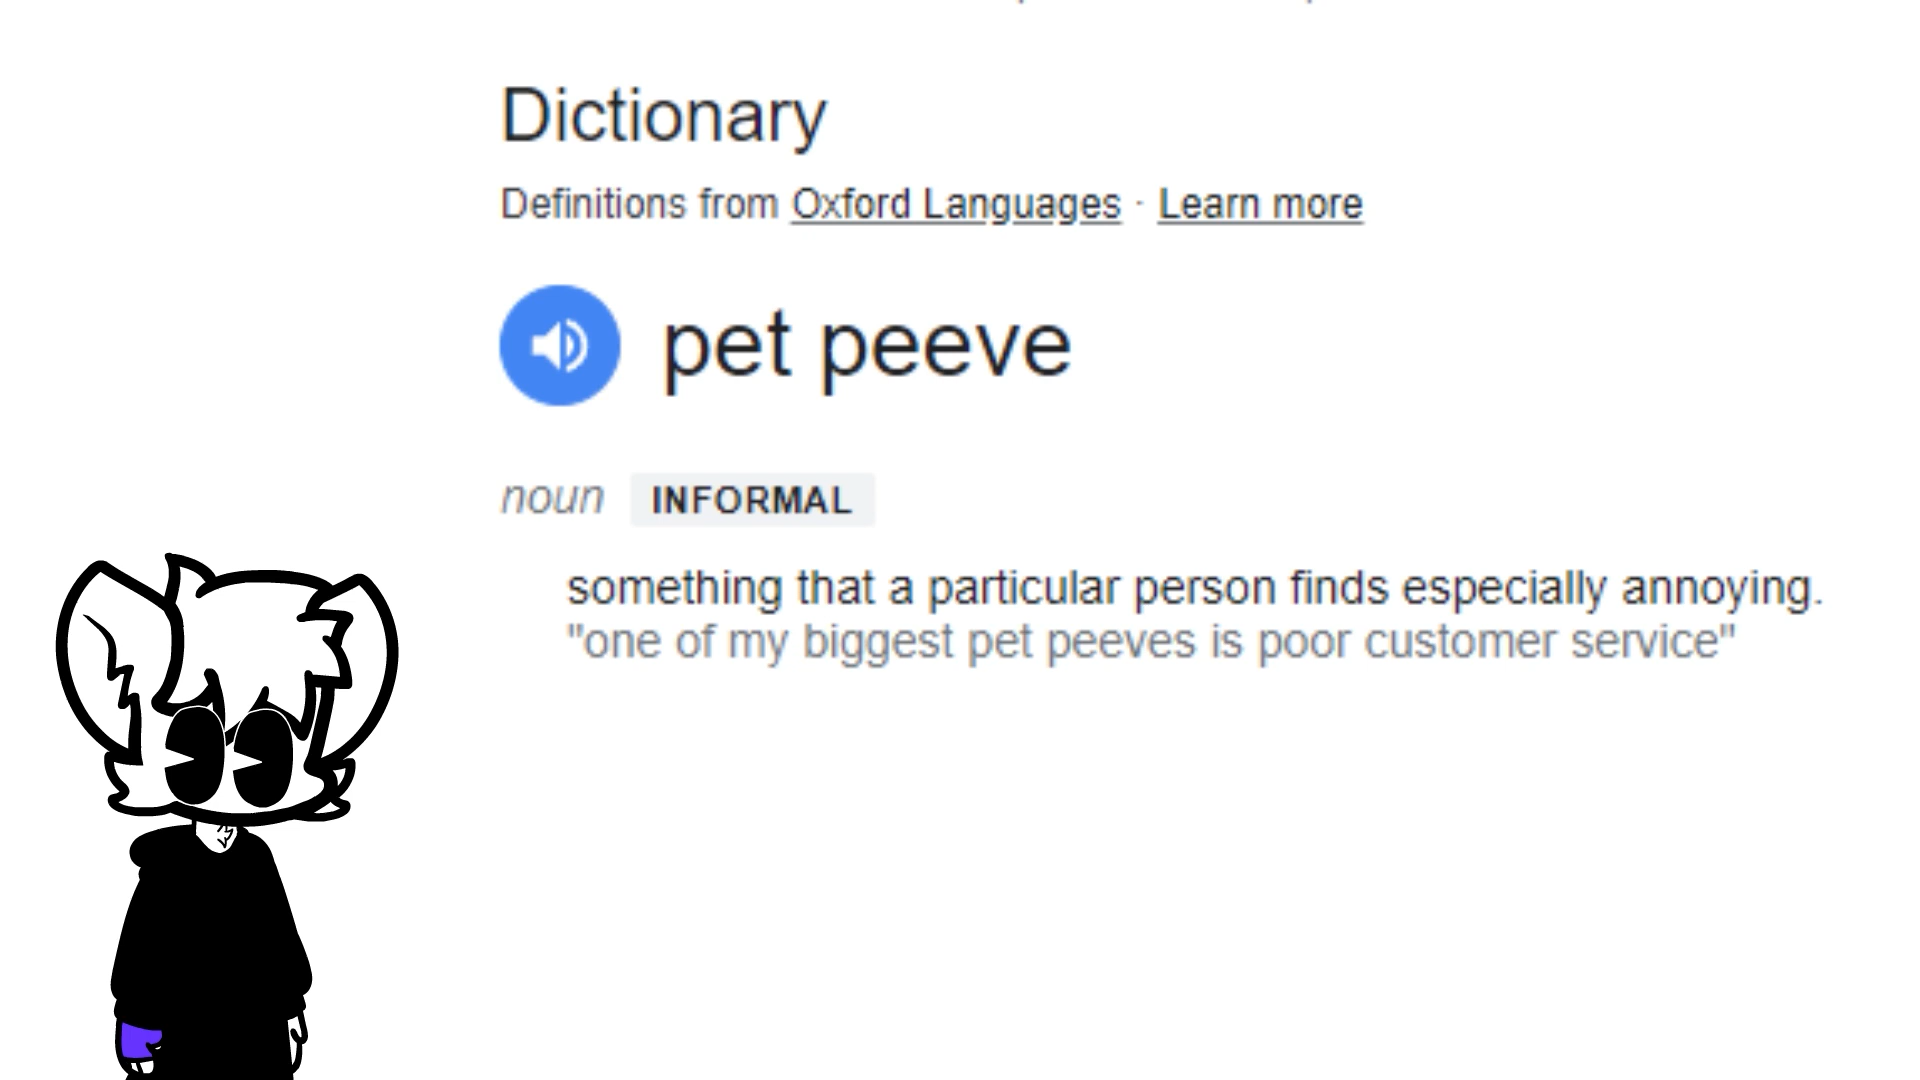 Dictionary
Definitions from Oxford Languages · Learn more
pet peeve
noun INFORMAL
something that a particular person finds especially annoying.
"one of my biggest pet peeves is poor customer service"